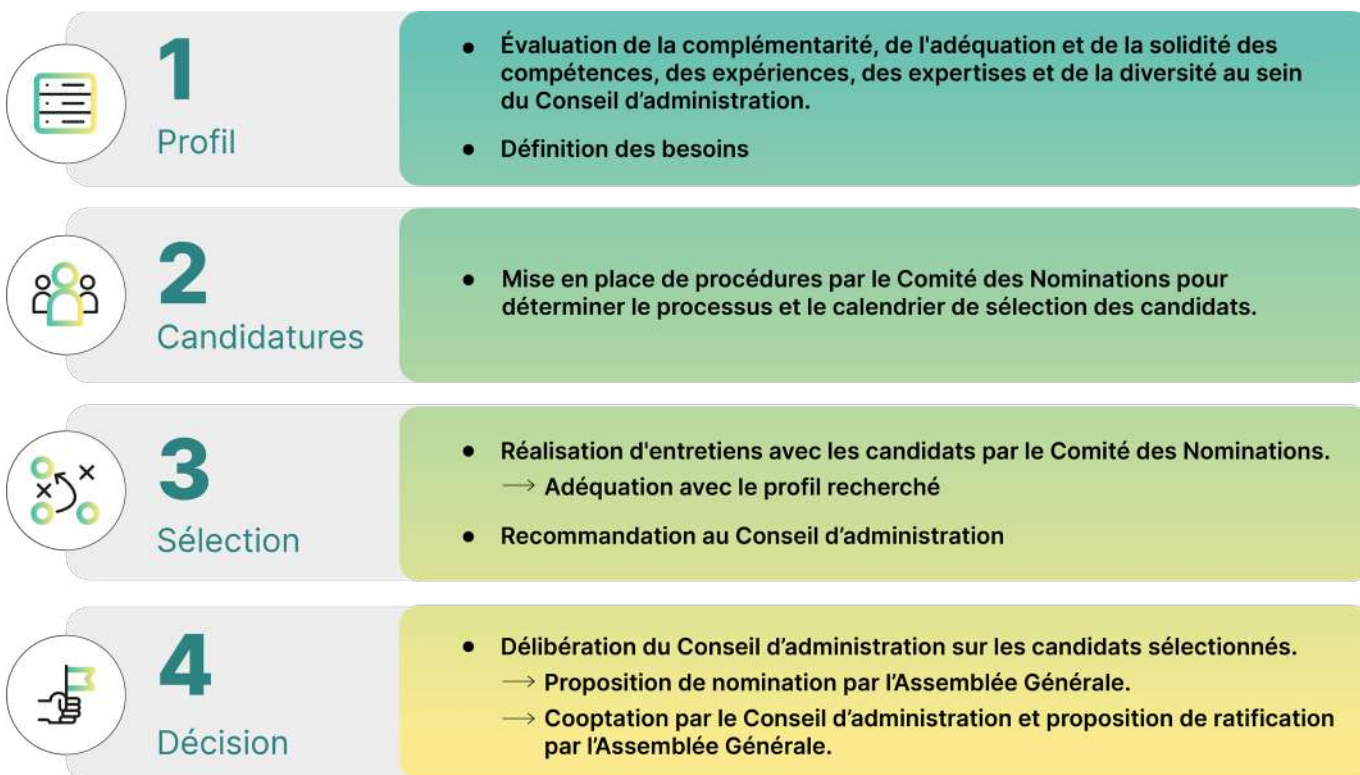 1
Profil
● Évaluation de la complémentarité, de l'adéquation et de la solidité des
compétences, des expériences, des expertises et de la diversité au sein
du Conseil d’administration.
● Définition des besoins
2
Candidatures
● Mise en place de procédures par le Comité des Nominations pour
déterminer le processus et le calendrier de sélection des candidats.
3
Sélection
● Réalisation d'entretiens avec les candidats par le Comité des Nominations.
→ Adéquation avec le profil recherché
● Recommandation au Conseil d’administration
4
Décision
● Délibération du Conseil d’administration sur les candidats sélectionnés.
→ Proposition de nomination par l’Assemblée Générale.
→ Cooptation par le Conseil d’administration et proposition de ratification
par l’Assemblée Générale.